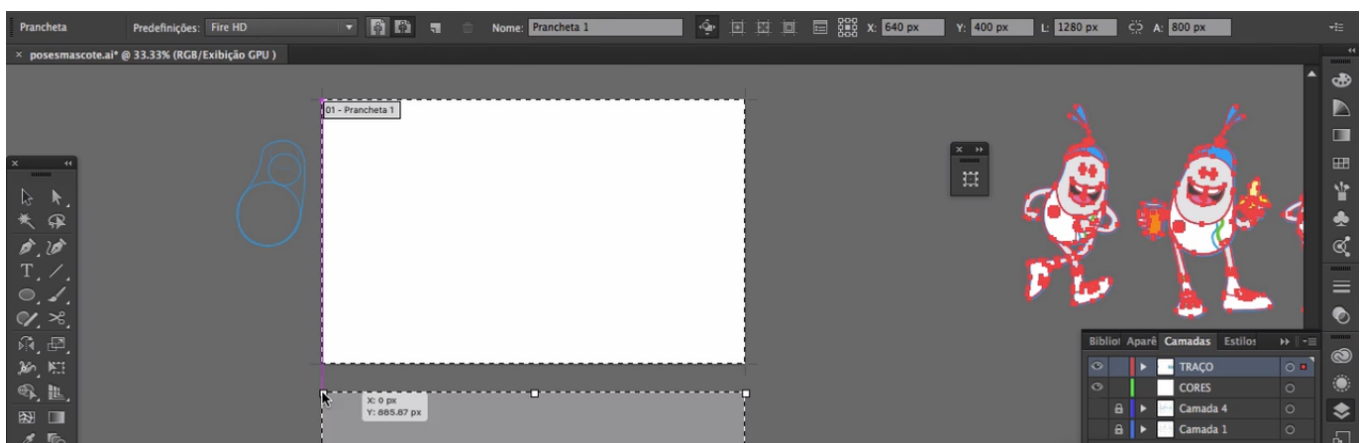 Prancheta Predefinições: Fire HD Nome: Prancheta 1 X: 640 px Y: 400 px L: 1280 px A: 800 px
× posesmascote.ai* @ 33.33% (RGB/Exibição GPU )
01 - Prancheta 1
X: 0 px
Y: 885.87 px
Bibliot Aparê Camadas Estilos
TRAÇO
CORES
Camada 4
Camada 1